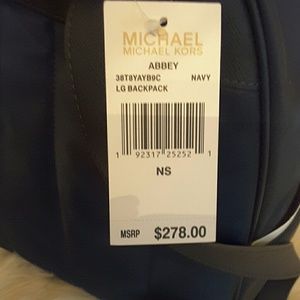 MICHAEL
MICHAEL KORS
ABBEY
38T8YAYB9C NAVY
LG BACKPACK
1 92317 25252 1
NS
MSRP $278.00